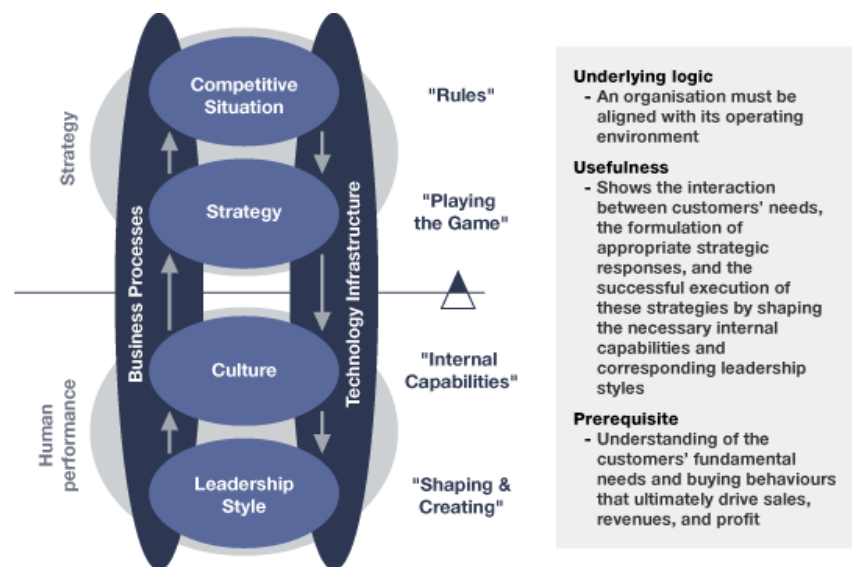 Competitive
Situation
Strategy
Culture
Leadership
Style
Business Processes
Technology Infrastructure
Strategy
Human
performance
"Rules"
"Playing
the Game"
"Internal
Capabilities"
"Shaping &
Creating"
Underlying logic
- An organisation must be
aligned with its operating
environment
Usefulness
- Shows the interaction
between customers’ needs,
the formulation of
appropriate strategic
responses, and the
successful execution of
these strategies by shaping
the necessary internal
capabilities and
corresponding leadership
styles
Prerequisite
- Understanding of the
customers’ fundamental
needs and buying behaviours
that ultimately drive sales,
revenues, and profit